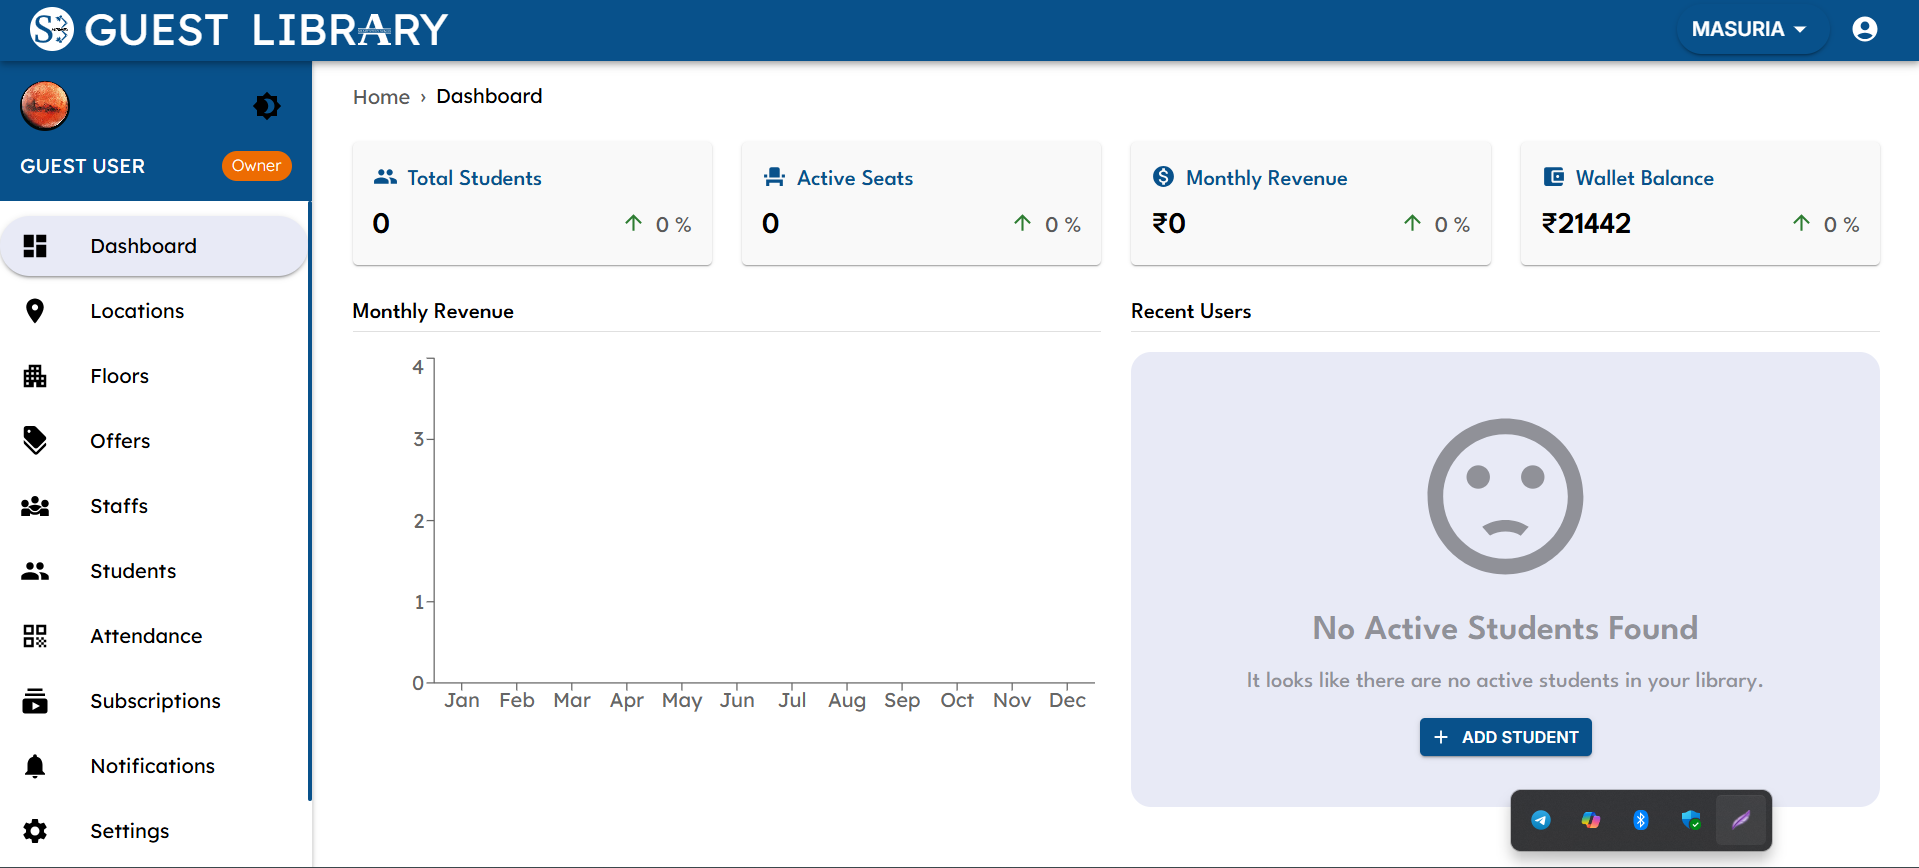 GUEST LIBRARY
MASURIA
GUEST USER
Owner
Dashboard
Locations
Floors
Offers
Staffs
Students
Attendance
Subscriptions
Notifications
Settings
Home › Dashboard
Total Students
0
0 %
Active Seats
0
0 %
Monthly Revenue
₹0
0 %
Wallet Balance
₹21442
0 %
Monthly Revenue
4
3
2
1
0
Jan Feb Mar Apr May Jun Jul Aug Sep Oct Nov Dec
Recent Users
No Active Students Found
It looks like there are no active students in your library.
+ ADD STUDENT